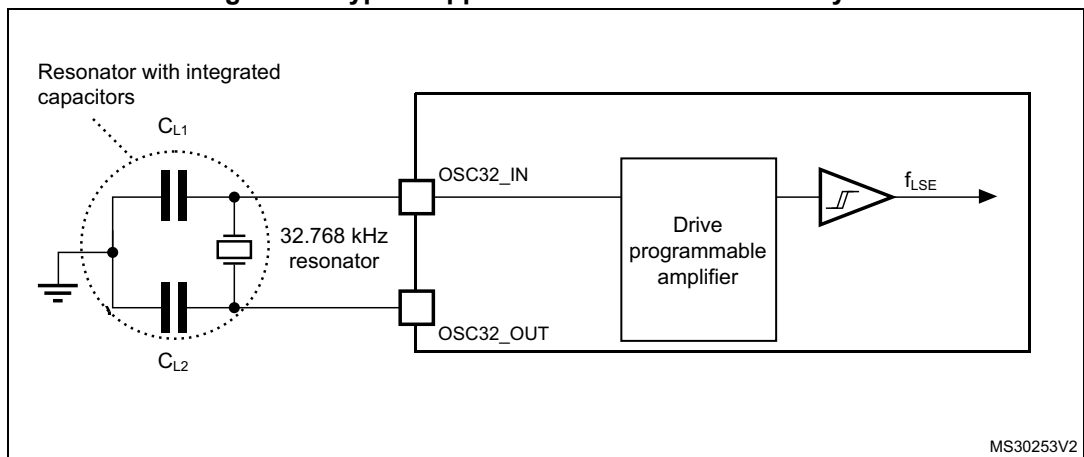 Resonator with integrated
capacitors
CL1
OSC32_IN
fLSE
32.768 kHz
resonator
Drive
programmable
amplifier
OSC32_OUT
CL2
MS30253V2